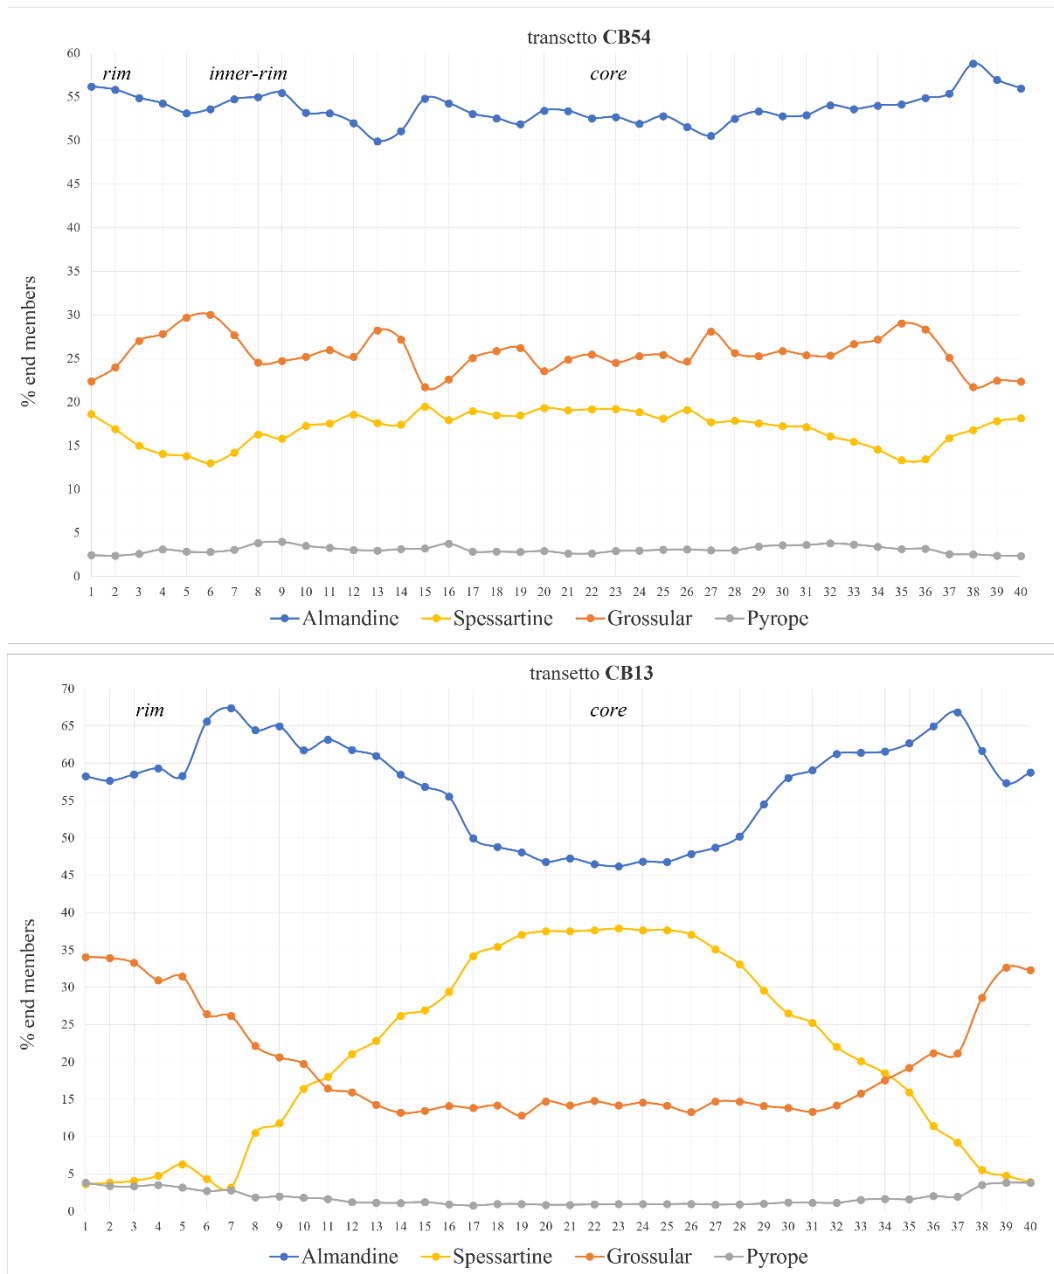 transetto CB54
60
rim inner-rim core
55
50
45
40
35
30
25
20
15
10
5
0
% end members
1 2 3 4 5 6 7 8 9 10 11 12 13 14 15 16 17 18 19 20 21 22 23 24 25 26 27 28 29 30 31 32 33 34 35 36 37 38 39 40
Almandine Spessartine Grossular Pyrope
transetto CB13
70
rim core
65
60
55
50
45
40
35
30
25
20
15
10
5
0
% end members
1 2 3 4 5 6 7 8 9 10 11 12 13 14 15 16 17 18 19 20 21 22 23 24 25 26 27 28 29 30 31 32 33 34 35 36 37 38 39 40
Almandine Spessartine Grossular Pyrope